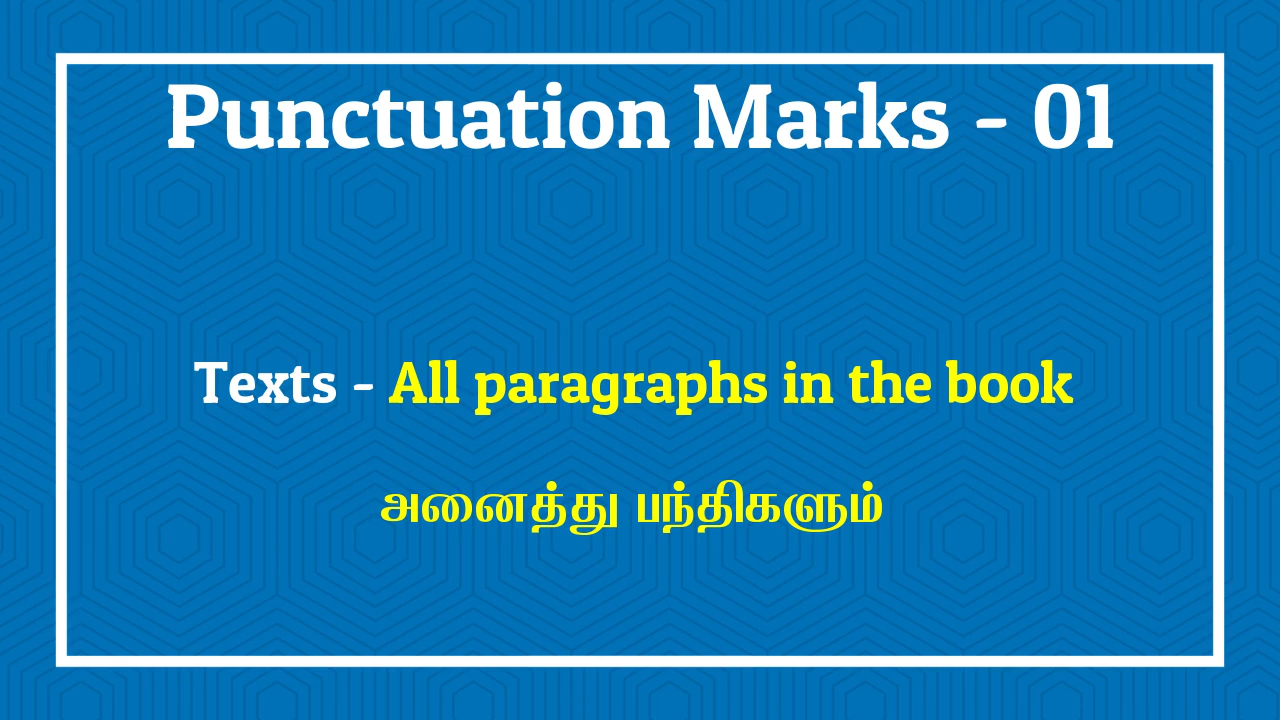 Punctuation Marks - 01
Texts - All paragraphs in the book
அனைத்து பந்திகளும்